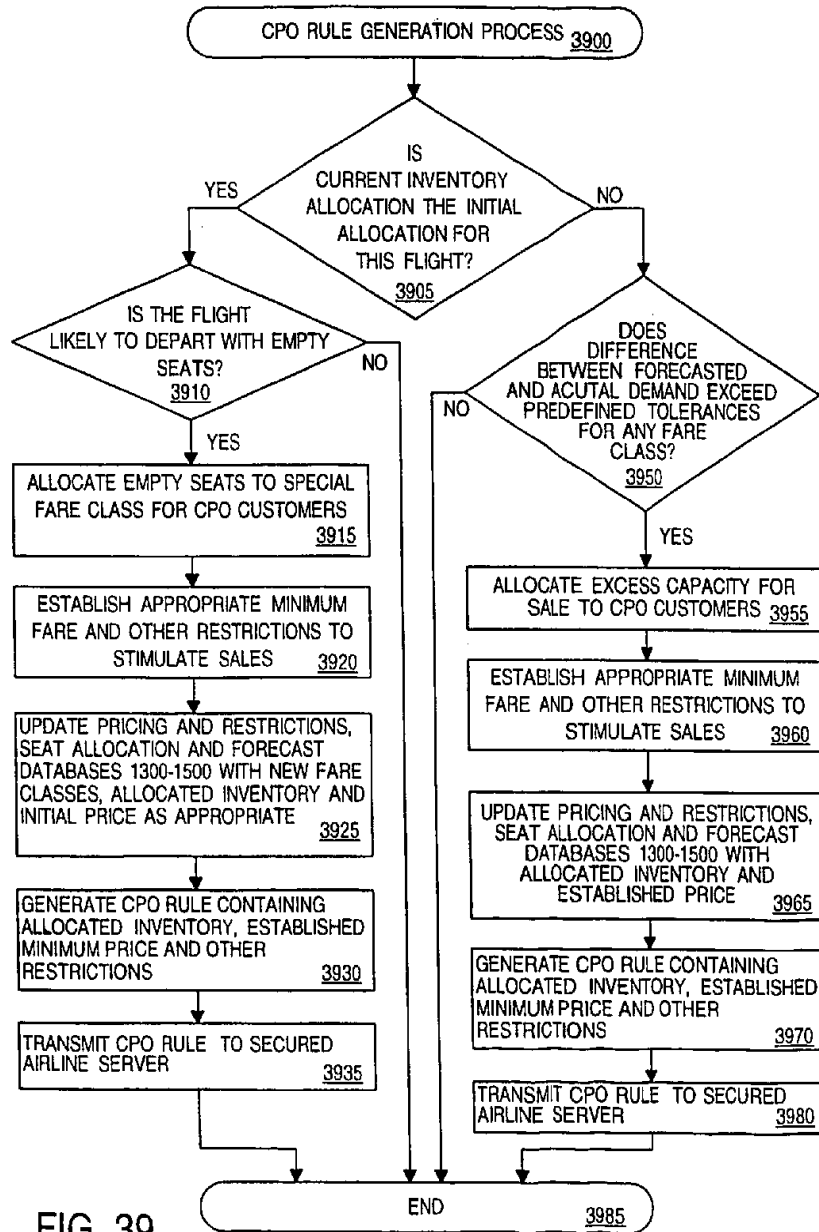 CPO RULE GENERATION PROCESS 3900
IS
CURRENT INVENTORY
ALLOCATION THE INITIAL
ALLOCATION FOR
THIS FLIGHT?
3905
YES
NO
IS THE FLIGHT
LIKELY TO DEPART WITH EMPTY
SEATS?
3910
NO
YES
ALLOCATE EMPTY SEATS TO SPECIAL
FARE CLASS FOR CPO CUSTOMERS
3915
ESTABLISH APPROPRIATE MINIMUM
FARE AND OTHER RESTRICTIONS TO
STIMULATE SALES 3920
UPDATE PRICING AND RESTRICTIONS,
SEAT ALLOCATION AND FORECAST
DATABASES 1300-1500 WITH NEW FARE
CLASSES, ALLOCATED INVENTORY AND
INITIAL PRICE AS APPROPRIATE
3925
GENERATE CPO RULE CONTAINING
ALLOCATED INVENTORY, ESTABLISHED
MINIMUM PRICE AND OTHER
RESTRICTIONS 3930
TRANSMIT CPO RULE TO SECURED
AIRLINE SERVER 3935
DOES
DIFFERENCE
BETWEEN FORECASTED
AND ACUTAL DEMAND EXCEED
PREDEFINED TOLERANCES
FOR ANY FARE
CLASS?
3950
NO
YES
ALLOCATE EXCESS CAPACITY FOR
SALE TO CPO CUSTOMERS 3955
ESTABLISH APPROPRIATE MINIMUM
FARE AND OTHER RESTRICTIONS TO
STIMULATE SALES 3960
UPDATE PRICING AND RESTRICTIONS,
SEAT ALLOCATION AND FORECAST
DATABASES 1300-1500 WITH
ALLOCATED INVENTORY AND
ESTABLISHED PRICE 3965
GENERATE CPO RULE CONTAINING
ALLOCATED INVENTORY, ESTABLISHED
MINIMUM PRICE AND OTHER
RESTRICTIONS 3970
TRANSMIT CPO RULE TO SECURED
AIRLINE SERVER 3980
END 3985
FIG. 39